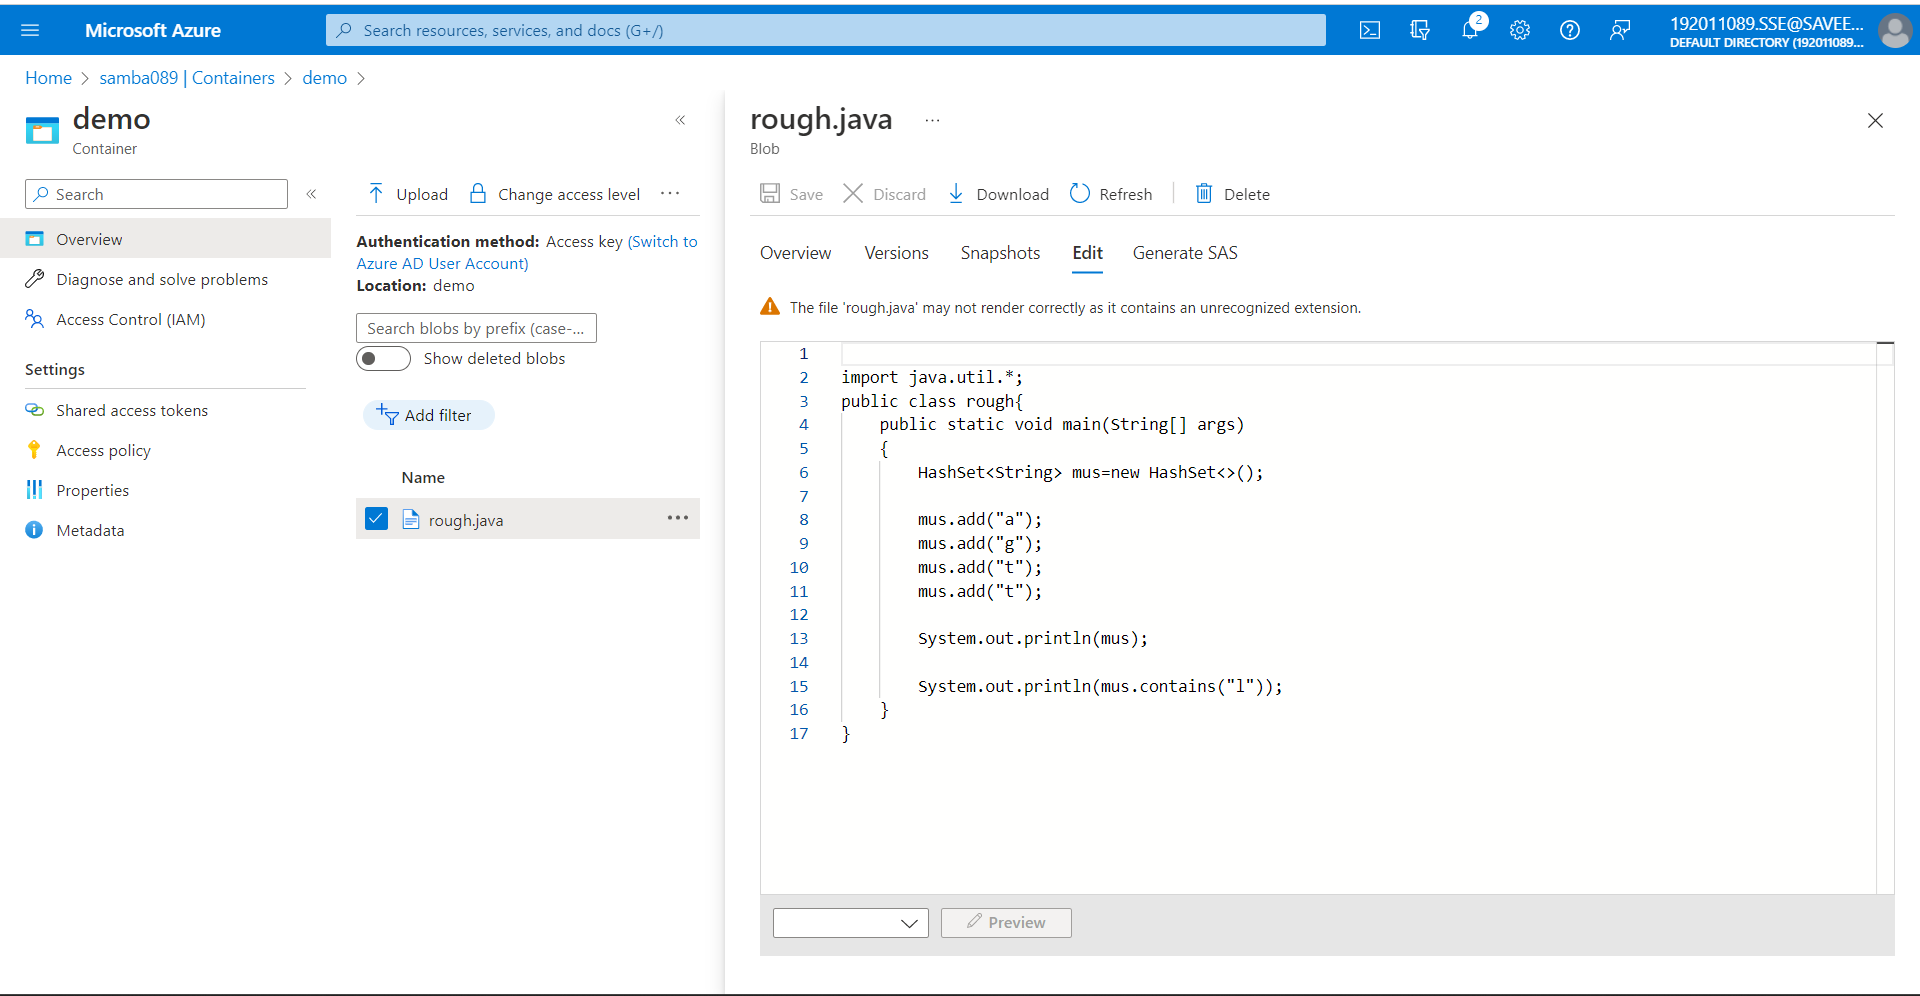 Microsoft Azure
Search resources, services, and docs (G+/)
2
192011089.SSE@SAVEE...
DEFAULT DIRECTORY (192011089...
Home > samba089 | Containers > demo >
demo
Container
«
Search
«
Overview
Diagnose and solve problems
Access Control (IAM)
Settings
Shared access tokens
Access policy
Properties
Metadata
Upload
Change access level
...
Authentication method: Access key (Switch to
Azure AD User Account)
Location: demo
Search blobs by prefix (case-...
Show deleted blobs
Add filter
Name
rough.java
...
rough.java
...
Blob
Save
Discard
Download
Refresh
Delete
Overview
Versions
Snapshots
Edit
Generate SAS
The file 'rough.java' may not render correctly as it contains an unrecognized extension.
1
2 import java.util.*;
3 public class rough{
4     public static void main(String[] args)
5     {
6         HashSet<String> mus=new HashSet<>();
7
8         mus.add("a");
9         mus.add("g");
10         mus.add("t");
11         mus.add("t");
12
13         System.out.println(mus);
14
15         System.out.println(mus.contains("l"));
16     }
17 }
Preview